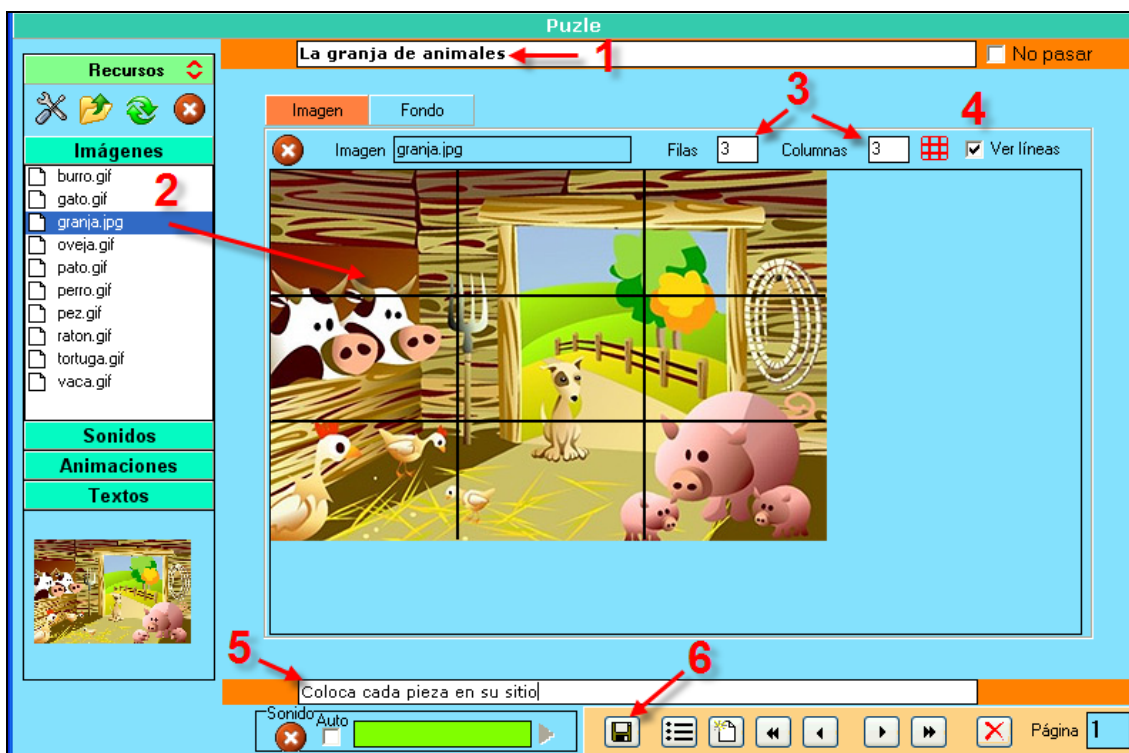 Puzle
La granja de animales
1
No pasar
Recursos
Imagen
Fondo
3
4
Imágenes
Imagen
granja.jpg
Filas
3
Columnas
3
Ver líneas
burro.gif
gato.gif
2
granja.jpg
oveja.gif
pato.gif
perro.gif
pez.gif
raton.gif
tortuga.gif
vaca.gif
Sonidos
Animaciones
Textos
5
6
Coloca cada pieza en su sitio
Sonido
Auto
Página
1